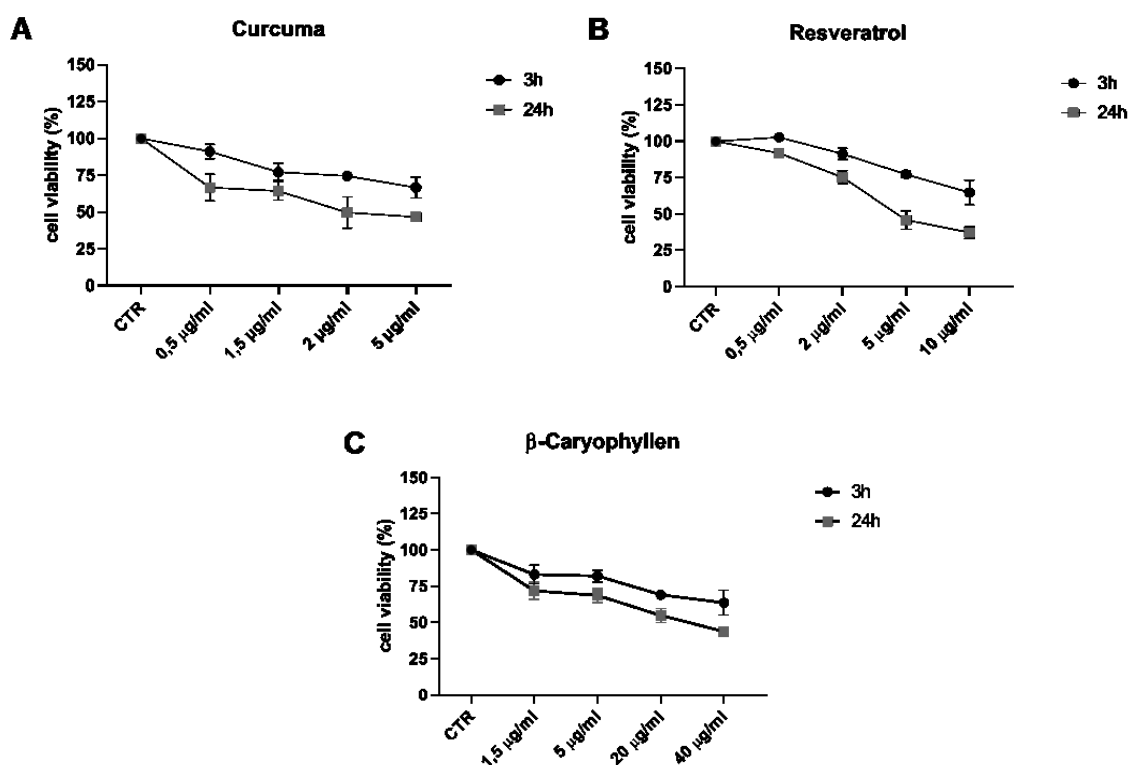 A
Curcuma
150
125
100
75
50
25
0
cell viability (%)
3h
24h
CTR
0,5 µg/ml
1,5 µg/ml
2 µg/ml
5 µg/ml
B
Resveratrol
150
125
100
75
50
25
0
cell viability (%)
3h
24h
CTR
0,5 µg/ml
2 µg/ml
5 µg/ml
10 µg/ml
C
β-Caryophyllen
150
125
100
75
50
25
0
cell viability (%)
3h
24h
CTR
1,5 µg/ml
5 µg/ml
20 µg/ml
40 µg/ml